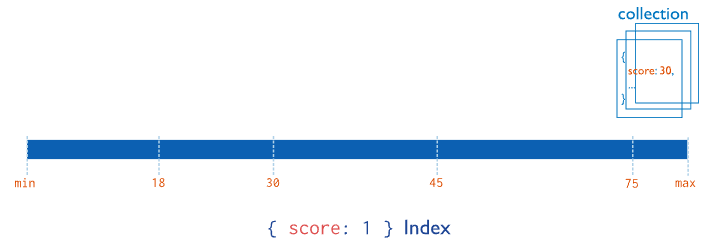 collection
{
score: 30,
...
}
min 18 30 45 75 max
{ score: 1 } Index